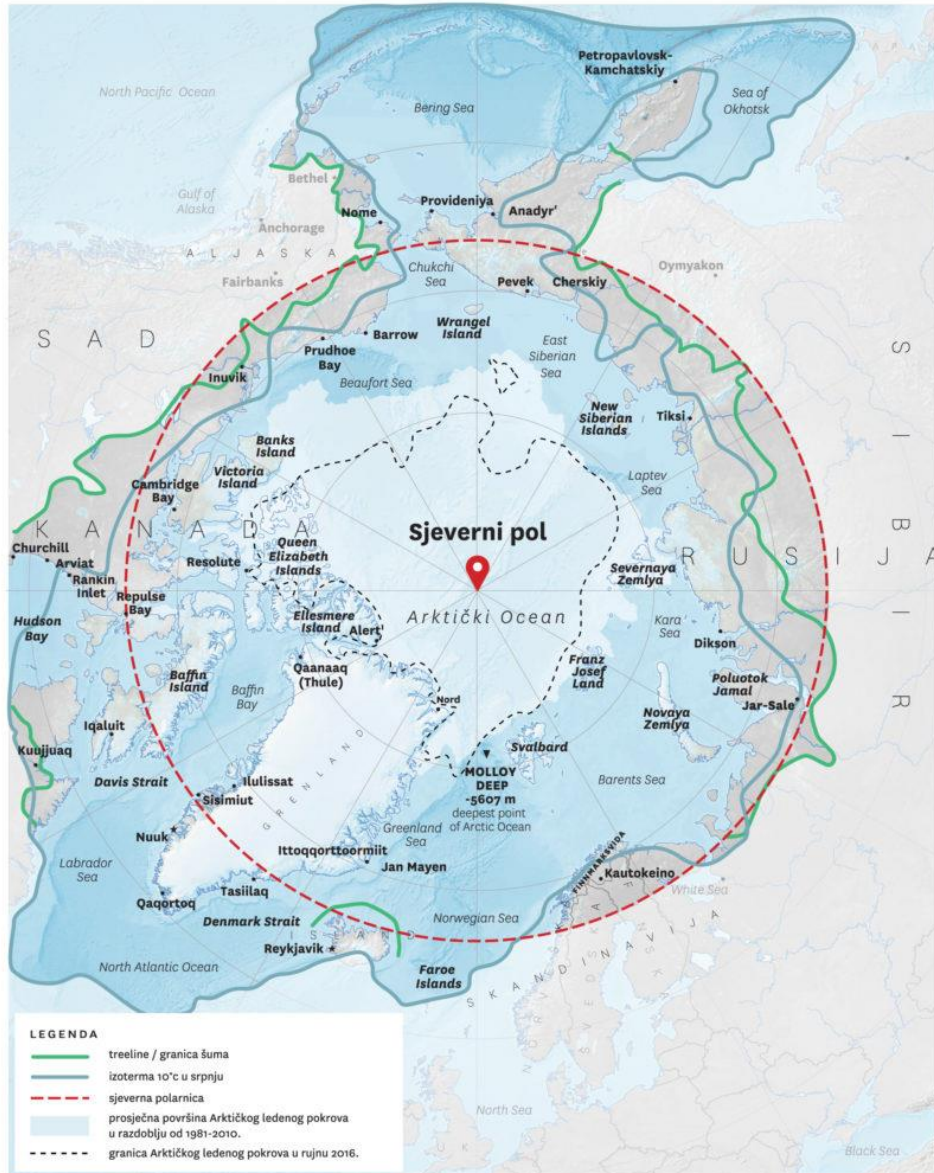 Petropavlovsk-
Kamchatskiy
Sea of
Okhotsk
North Pacific Ocean
Bering Sea
Bethel
Gulf of
Alaska
Nome
Provideniya
Anadyr'
Anchorage
ALJASKA
Fairbanks
Chukchi
Sea
Pevek
Cherskiy
Oymyakon
SAD
Barrow
Wrangel
Island
East
Siberian
Sea
Prudhoe
Bay
Inuvik
Beaufort Sea
New
Siberian
Islands
Tiksi
SIBIR
Banks
Island
Victoria
Island
Laptev
Sea
Cambridge
Bay
KANADA
Queen
Elizabeth
Islands
Sjeverni pol
RUSIJA
Churchill
Arviat
Rankin
Inlet
Resolute
Severnaya
Zemlya
Repulse
Bay
Hudson
Bay
Ellesmere
Island
Alert
Arktički Ocean
Kara
Sea
Dikson
Qaanaaq
(Thule)
Franz
Josef
Land
Baffin
Island
Baffin
Bay
Poluotok
Jamal
Jar-Sale
Nord
Novaya
Zemlya
Iqaluit
Kuujjuaq
Svalbard
Davis Strait
Ilulissat
Sisimiut
GRENLAND
MOLLOY
DEEP
-5607 m
deepest point
of Arctic Ocean
Barents Sea
Nuuk
Greenland
Sea
Ittoqqortoormiit
Jan Mayen
Labrador
Sea
FINNMARKSVIDA
Kautokeino
White Sea
Qaqortoq
Tasiilaq
Denmark Strait
Norwegian Sea
ISLAND
Reykjavik
North Atlantic Ocean
Faroe
Islands
SKANDINAVIJA
North Sea
Black Sea
LEGENDA
treeline / granica šuma
izoterma 10°c u srpnju
sjeverna polarnica
prosječna površina Arktičkog ledenog pokrova
u razdoblju od 1981-2010.
granica Arktičkog ledenog pokrova u rujnu 2016.